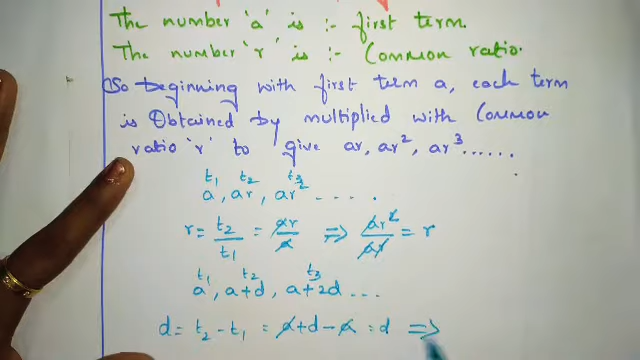 The number 'a' is :- first term.
The number 'r' is :- Common ratio.
So beginning with first term a, each term
is Obtained by multiplied with Common
ratio 'r' to give ar, ar², ar³......
t₁ t₂ t₃
a, ar, ar² . . . . .
r = t₂/t₁ = ar/a ⇒ ar²/ar = r
t₁ t₂ t₃
a, a+d, a+2d ...
d = t₂ - t₁ = a+d-a = d ⇒